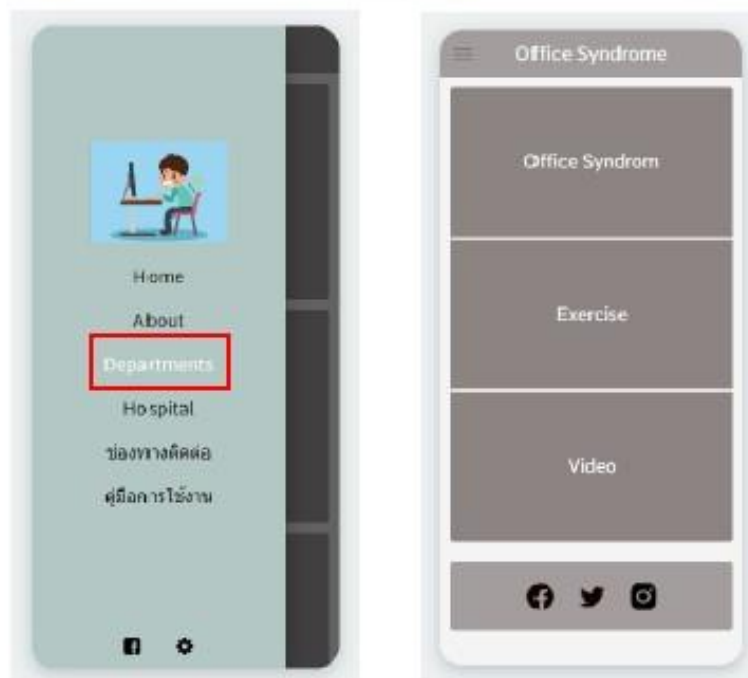 Home
About
Departments
Hospital
ช่องทางติดต่อ
คู่มือการใช้งาน
Office Syndrome
Office Syndrom
Exercise
Video